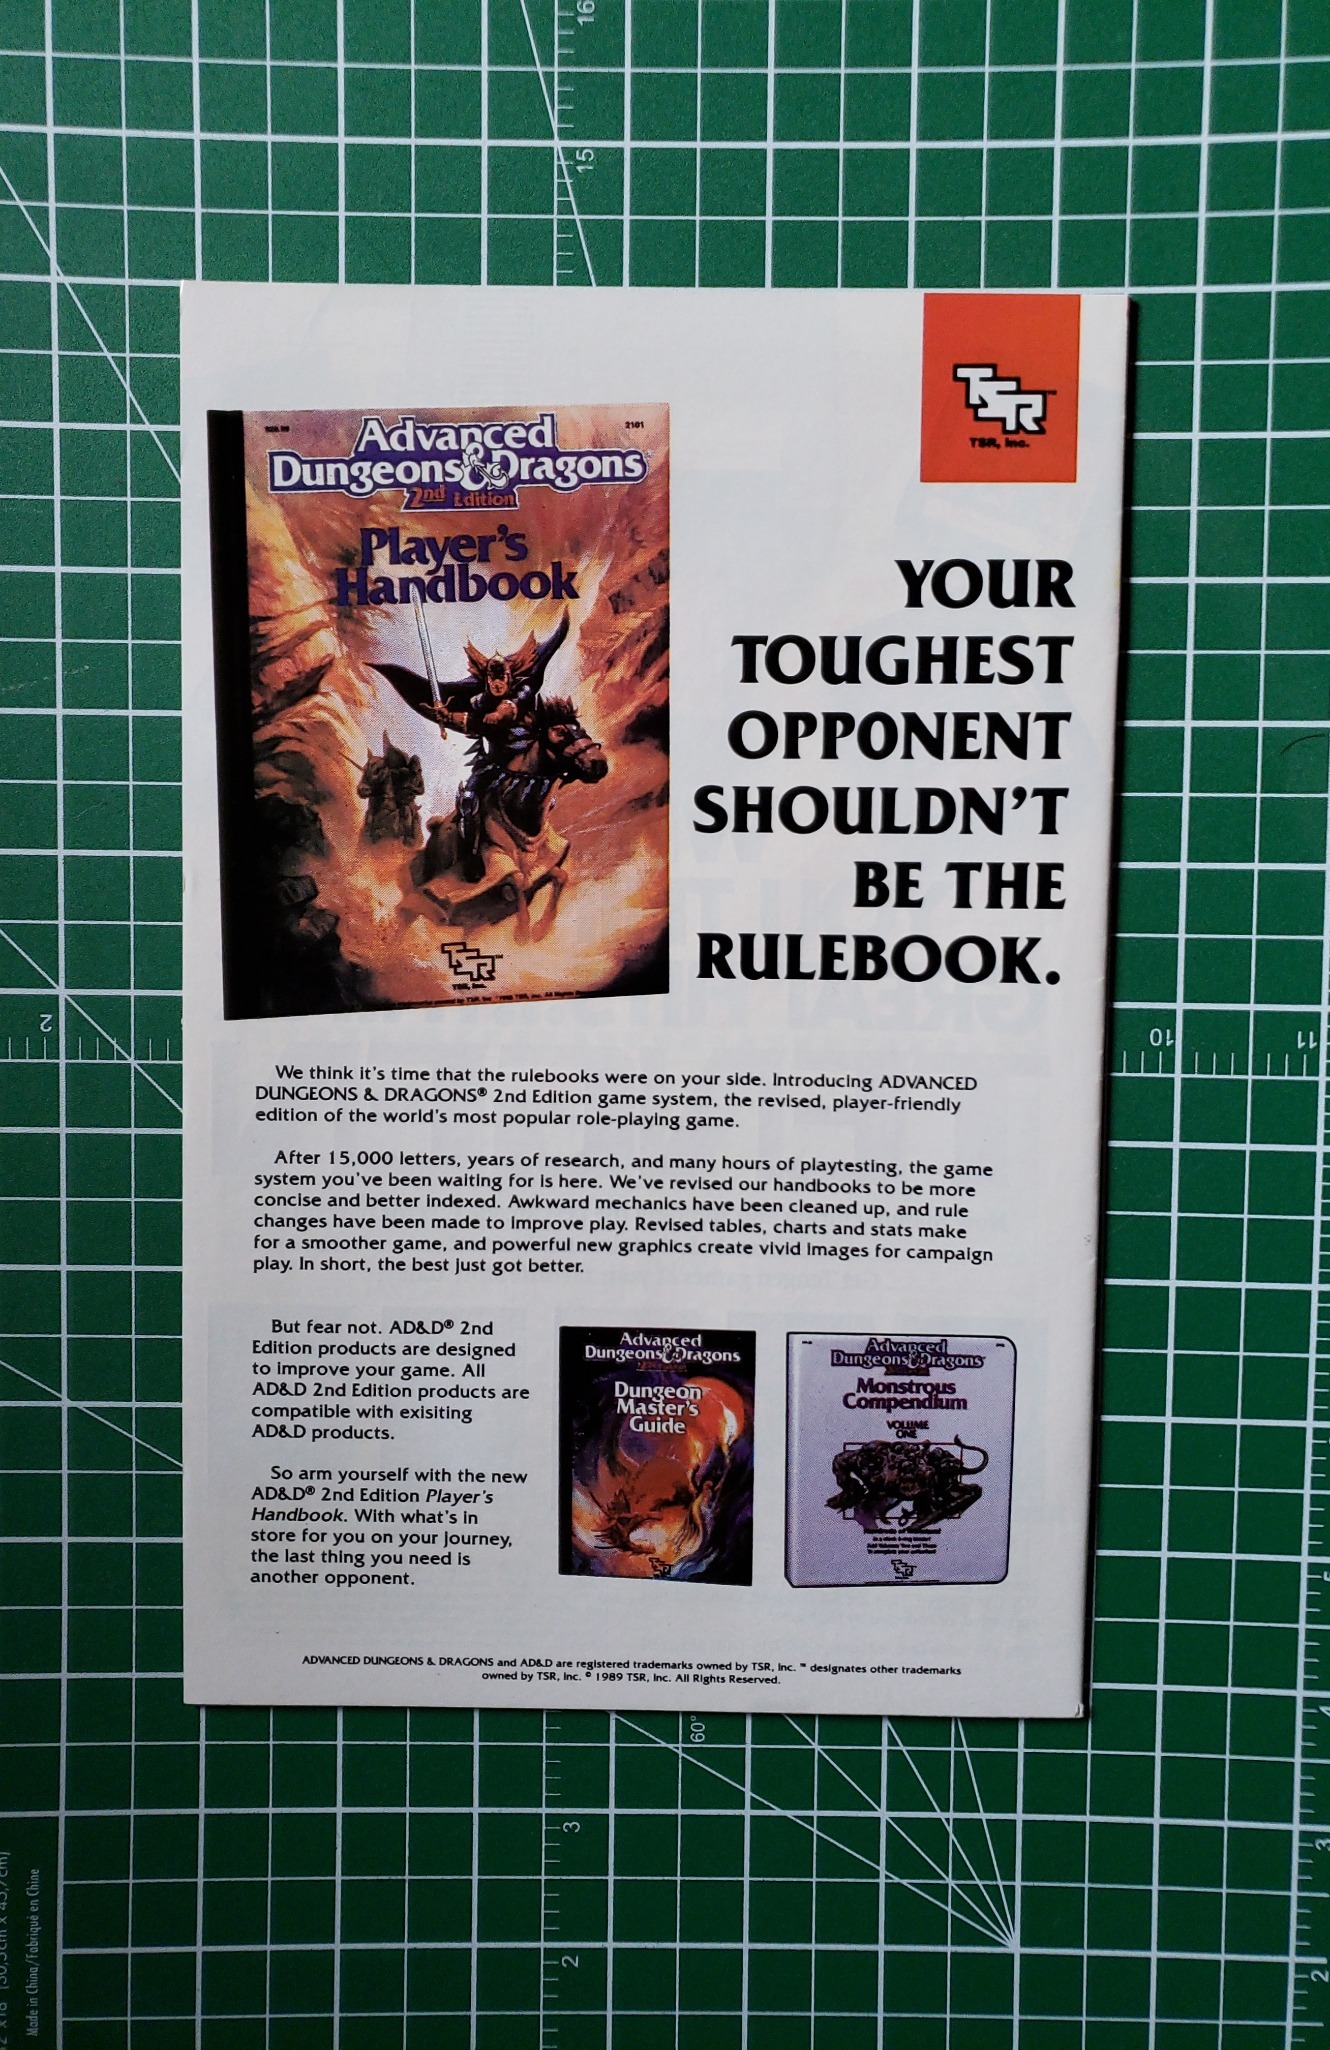 16
15
TSR
TSR, Inc.
Advanced
Dungeons & Dragons
2nd Edition
2101
Player's
Handbook
TSR
TSR, Inc.
YOUR
TOUGHEST
OPPONENT
SHOULDN'T
BE THE
RULEBOOK.
2
10
11
We think it's time that the rulebooks were on your side. Introducing ADVANCED
DUNGEONS & DRAGONS® 2nd Edition game system, the revised, player-friendly
edition of the world's most popular role-playing game.
After 15,000 letters, years of research, and many hours of playtesting, the game
system you've been waiting for is here. We've revised our handbooks to be more
concise and better indexed. Awkward mechanics have been cleaned up, and rule
changes have been made to improve play. Revised tables, charts and stats make
for a smoother game, and powerful new graphics create vivid images for campaign
play. In short, the best just got better.
But fear not. AD&D® 2nd
Edition products are designed
to improve your game. All
AD&D 2nd Edition products are
compatible with exisiting
AD&D products.
So arm yourself with the new
AD&D® 2nd Edition Player's
Handbook. With what's in
store for you on your journey,
the last thing you need is
another opponent.
Advanced
Dungeons & Dragons
2nd Edition
Dungeon
Master's
Guide
TSR
Advanced
Dungeons & Dragons
Monstrous
Compendium
VOLUME
ONE
TSR
ADVANCED DUNGEONS & DRAGONS and AD&D are registered trademarks owned by TSR, Inc. ™ designates other trademarks
owned by TSR, Inc. © 1989 TSR, Inc. All Rights Reserved.
60°
3
2
3
2
Made in China/Fabriqué en Chine